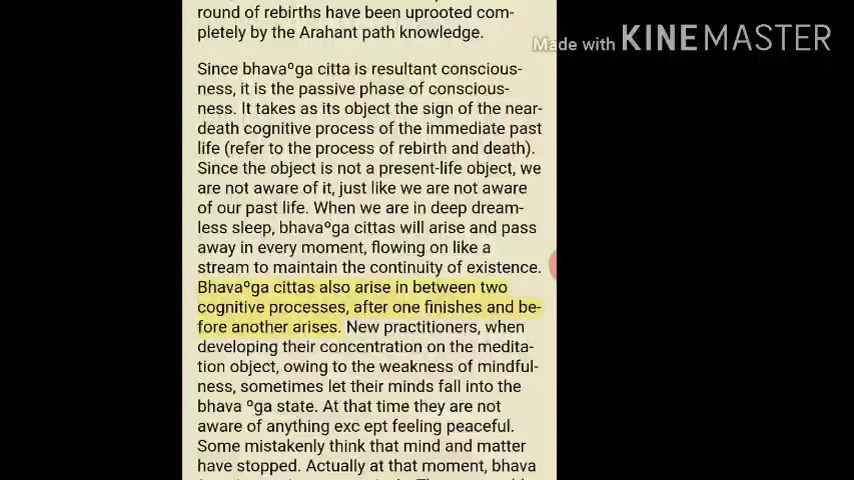 round of rebirths have been uprooted com-
pletely by the Arahant path knowledge.
Made with KINEMASTER
Since bhavaºga citta is resultant conscious-
ness, it is the passive phase of conscious-
ness. It takes as its object the sign of the near-
death cognitive process of the immediate past
life (refer to the process of rebirth and death).
Since the object is not a present-life object, we
are not aware of it, just like we are not aware
of our past life. When we are in deep dream-
less sleep, bhavaºga cittas will arise and pass
away in every moment, flowing on like a
stream to maintain the continuity of existence.
Bhavaºga cittas also arise in between two
cognitive processes, after one finishes and be-
fore another arises. New practitioners, when
developing their concentration on the medita-
tion object, owing to the weakness of mindful-
ness, sometimes let their minds fall into the
bhava ºga state. At that time they are not
aware of anything exc ept feeling peaceful.
Some mistakenly think that mind and matter
have stopped. Actually at that moment, bhava